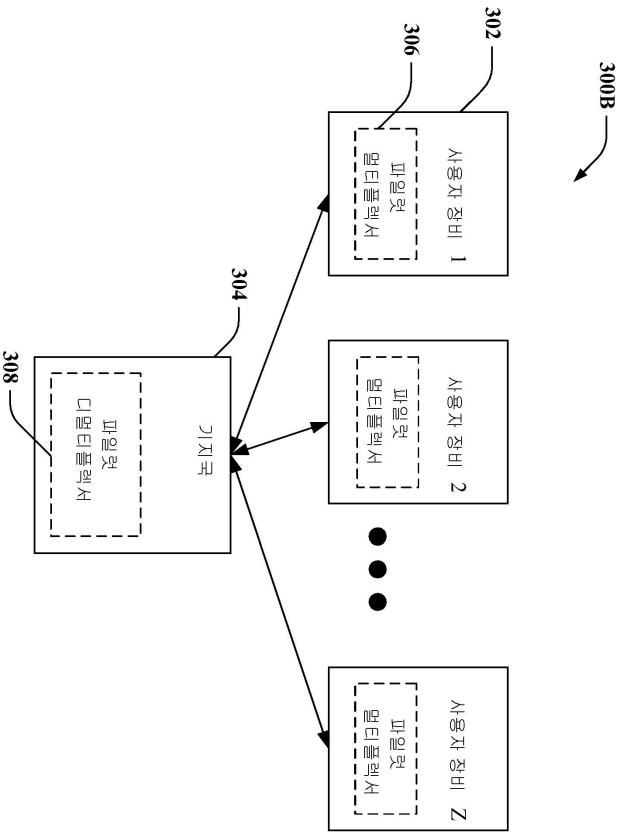 300B
302
306
사용자 장비 1
파일럿
멀티플렉서
사용자 장비 2
파일럿
멀티플렉서
사용자 장비 Z
파일럿
멀티플렉서
304
기지국
파일럿
디멀티플렉서
308